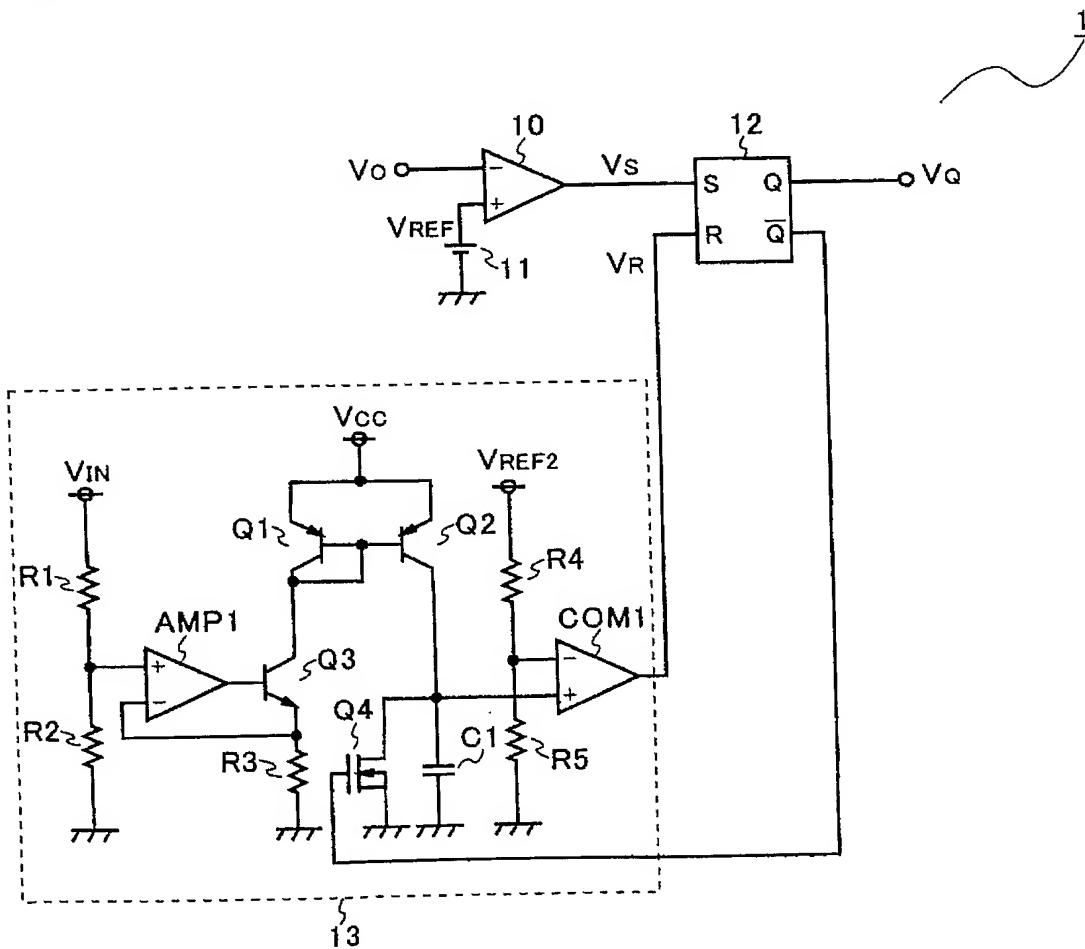 1
10
12
VO
VS
S
Q
VQ
−
+
VREF
11
R
Q̅
VR
VCC
VIN
VREF2
Q1
Q2
R1
R4
AMP1
COM1
+
−
Q3
−
+
R2
Q4
R3
C1
R5
13